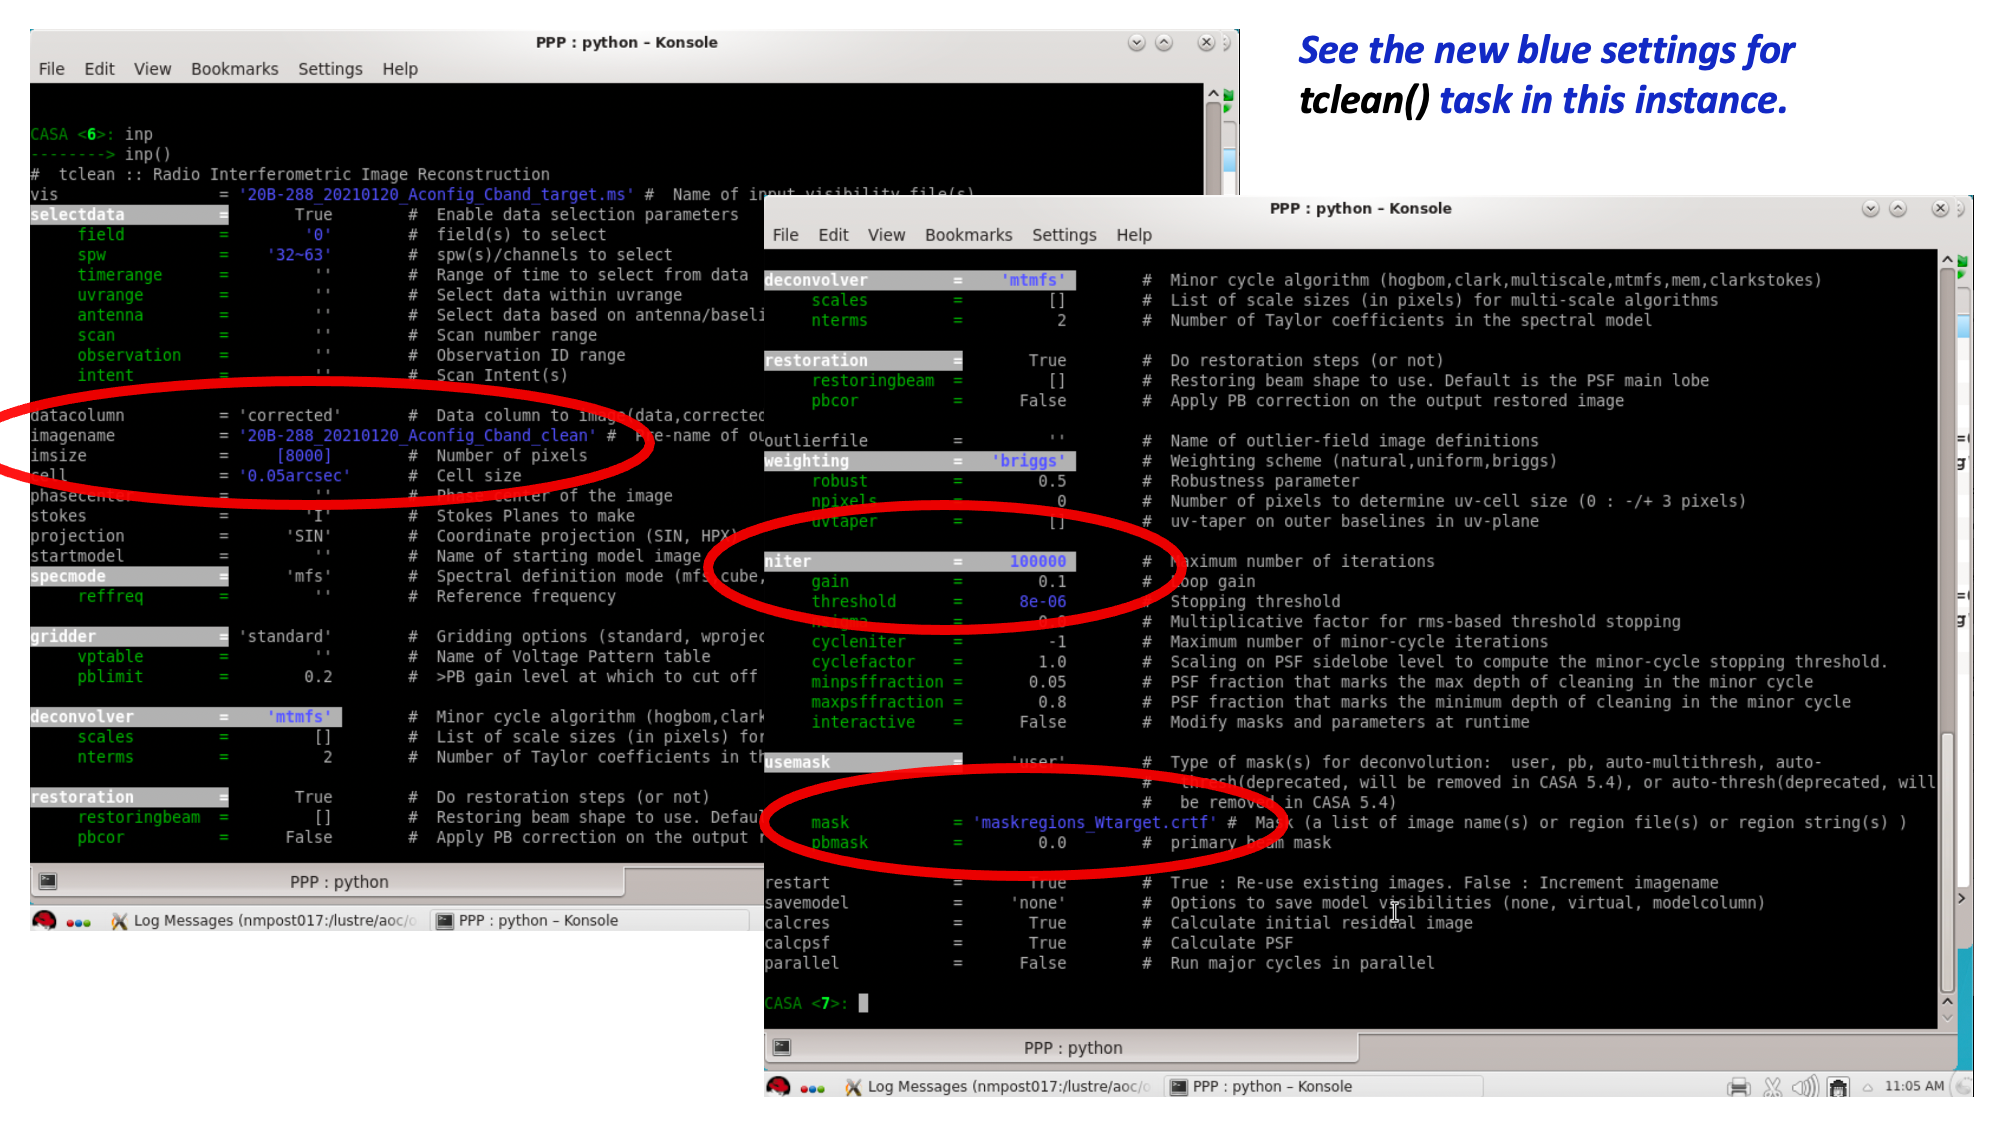 See the new blue settings for
tclean() task in this instance.
PPP : python – Konsole
File Edit View Bookmarks Settings Help
CASA <6>: inp
--------> inp()
# tclean :: Radio Interferometric Image Reconstruction
vis = '20B-288_20210120_Aconfig_Cband_target.ms' # Name of input visibility file(s)
selectdata = True # Enable data selection parameters
field = '0' # field(s) to select
spw = '32~63' # spw(s)/channels to select
timerange = '' # Range of time to select from data
uvrange = '' # Select data within uvrange
antenna = '' # Select data based on antenna/baseli
scan = '' # Scan number range
observation = '' # Observation ID range
intent = '' # Scan Intent(s)
datacolumn = 'corrected' # Data column to image(data,corrected
imagename = '20B-288_20210120_Aconfig_Cband_clean' # Pre-name of ou
imsize = [8000] # Number of pixels
cell = '0.05arcsec' # Cell size
phasecenter = '' # Phase center of the image
stokes = 'I' # Stokes Planes to make
projection = 'SIN' # Coordinate projection (SIN, HPX)
startmodel = '' # Name of starting model image
specmode = 'mfs' # Spectral definition mode (mfs,cube,
reffreq = '' # Reference frequency
gridder = 'standard' # Gridding options (standard, wprojec
vptable = '' # Name of Voltage Pattern table
pblimit = 0.2 # >PB gain level at which to cut off
deconvolver = 'mtmfs' # Minor cycle algorithm (hogbom,clark
scales = [] # List of scale sizes (in pixels) for
nterms = 2 # Number of Taylor coefficients in th
restoration = True # Do restoration steps (or not)
restoringbeam = [] # Restoring beam shape to use. Defau
pbcor = False # Apply PB correction on the output r
PPP : python
Log Messages (nmpost017:/lustre/aoc/o PPP : python – Konsole
PPP : python – Konsole
File Edit View Bookmarks Settings Help
deconvolver = 'mtmfs' # Minor cycle algorithm (hogbom,clark,multiscale,mtmfs,mem,clarkstokes)
scales = [] # List of scale sizes (in pixels) for multi-scale algorithms
nterms = 2 # Number of Taylor coefficients in the spectral model
restoration = True # Do restoration steps (or not)
restoringbeam = [] # Restoring beam shape to use. Default is the PSF main lobe
pbcor = False # Apply PB correction on the output restored image
outlierfile = '' # Name of outlier-field image definitions
weighting = 'briggs' # Weighting scheme (natural,uniform,briggs)
robust = 0.5 # Robustness parameter
npixels = 0 # Number of pixels to determine uv-cell size (0 : -/+ 3 pixels)
uvtaper = [] # uv-taper on outer baselines in uv-plane
niter = 100000 # Maximum number of iterations
gain = 0.1 # Loop gain
threshold = 8e-06 # Stopping threshold
nsigma = 0.0 # Multiplicative factor for rms-based threshold stopping
cycleniter = -1 # Maximum number of minor-cycle iterations
cyclefactor = 1.0 # Scaling on PSF sidelobe level to compute the minor-cycle stopping threshold.
minpsffraction = 0.05 # PSF fraction that marks the max depth of cleaning in the minor cycle
maxpsffraction = 0.8 # PSF fraction that marks the minimum depth of cleaning in the minor cycle
interactive = False # Modify masks and parameters at runtime
usemask = 'user' # Type of mask(s) for deconvolution: user, pb, auto-multithresh, auto-
# thresh(deprecated, will be removed in CASA 5.4), or auto-thresh(deprecated, will
# be removed in CASA 5.4)
mask = 'maskregions_Wtarget.crtf' # Mask (a list of image name(s) or region file(s) or region string(s) )
pbmask = 0.0 # primary beam mask
restart = True # True : Re-use existing images. False : Increment imagename
savemodel = 'none' # Options to save model visibilities (none, virtual, modelcolumn)
calcres = True # Calculate initial residual image
calcpsf = True # Calculate PSF
parallel = False # Run major cycles in parallel
CASA <7>:
PPP : python
Log Messages (nmpost017:/lustre/aoc/o PPP : python – Konsole 11:05 AM